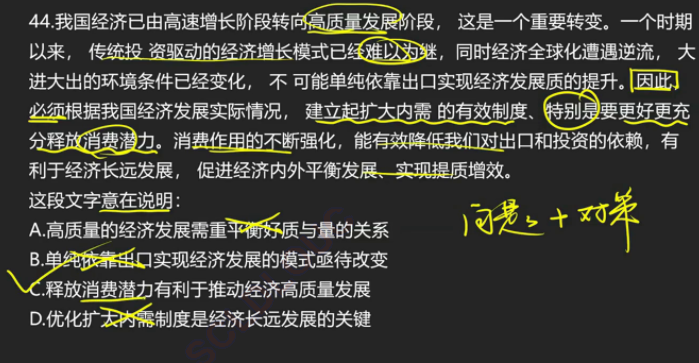 44.我国经济已由高速增长阶段转向高质量发展阶段， 这是一个重要转变。一个时期
以来， 传统投 资驱动的经济增长模式已经难以为继，同时经济全球化遭遇逆流， 大
进大出的环境条件已经变化， 不 可能单纯依靠出口实现经济发展质的提升。因此，
必须根据我国经济发展实际情况， 建立起扩大内需 的有效制度、特别是要更好更充
分释放消费潜力。消费作用的不断强化，能有效降低我们对出口和投资的依赖，有
利于经济长远发展， 促进经济内外平衡发展、实现提质增效。
这段文字意在说明：
A.高质量的经济发展需重平衡好质与量的关系
问题 + 对策
B.单纯依靠出口实现经济发展的模式亟待改变
C.释放消费潜力有利于推动经济高质量发展
D.优化扩大内需制度是经济长远发展的关键